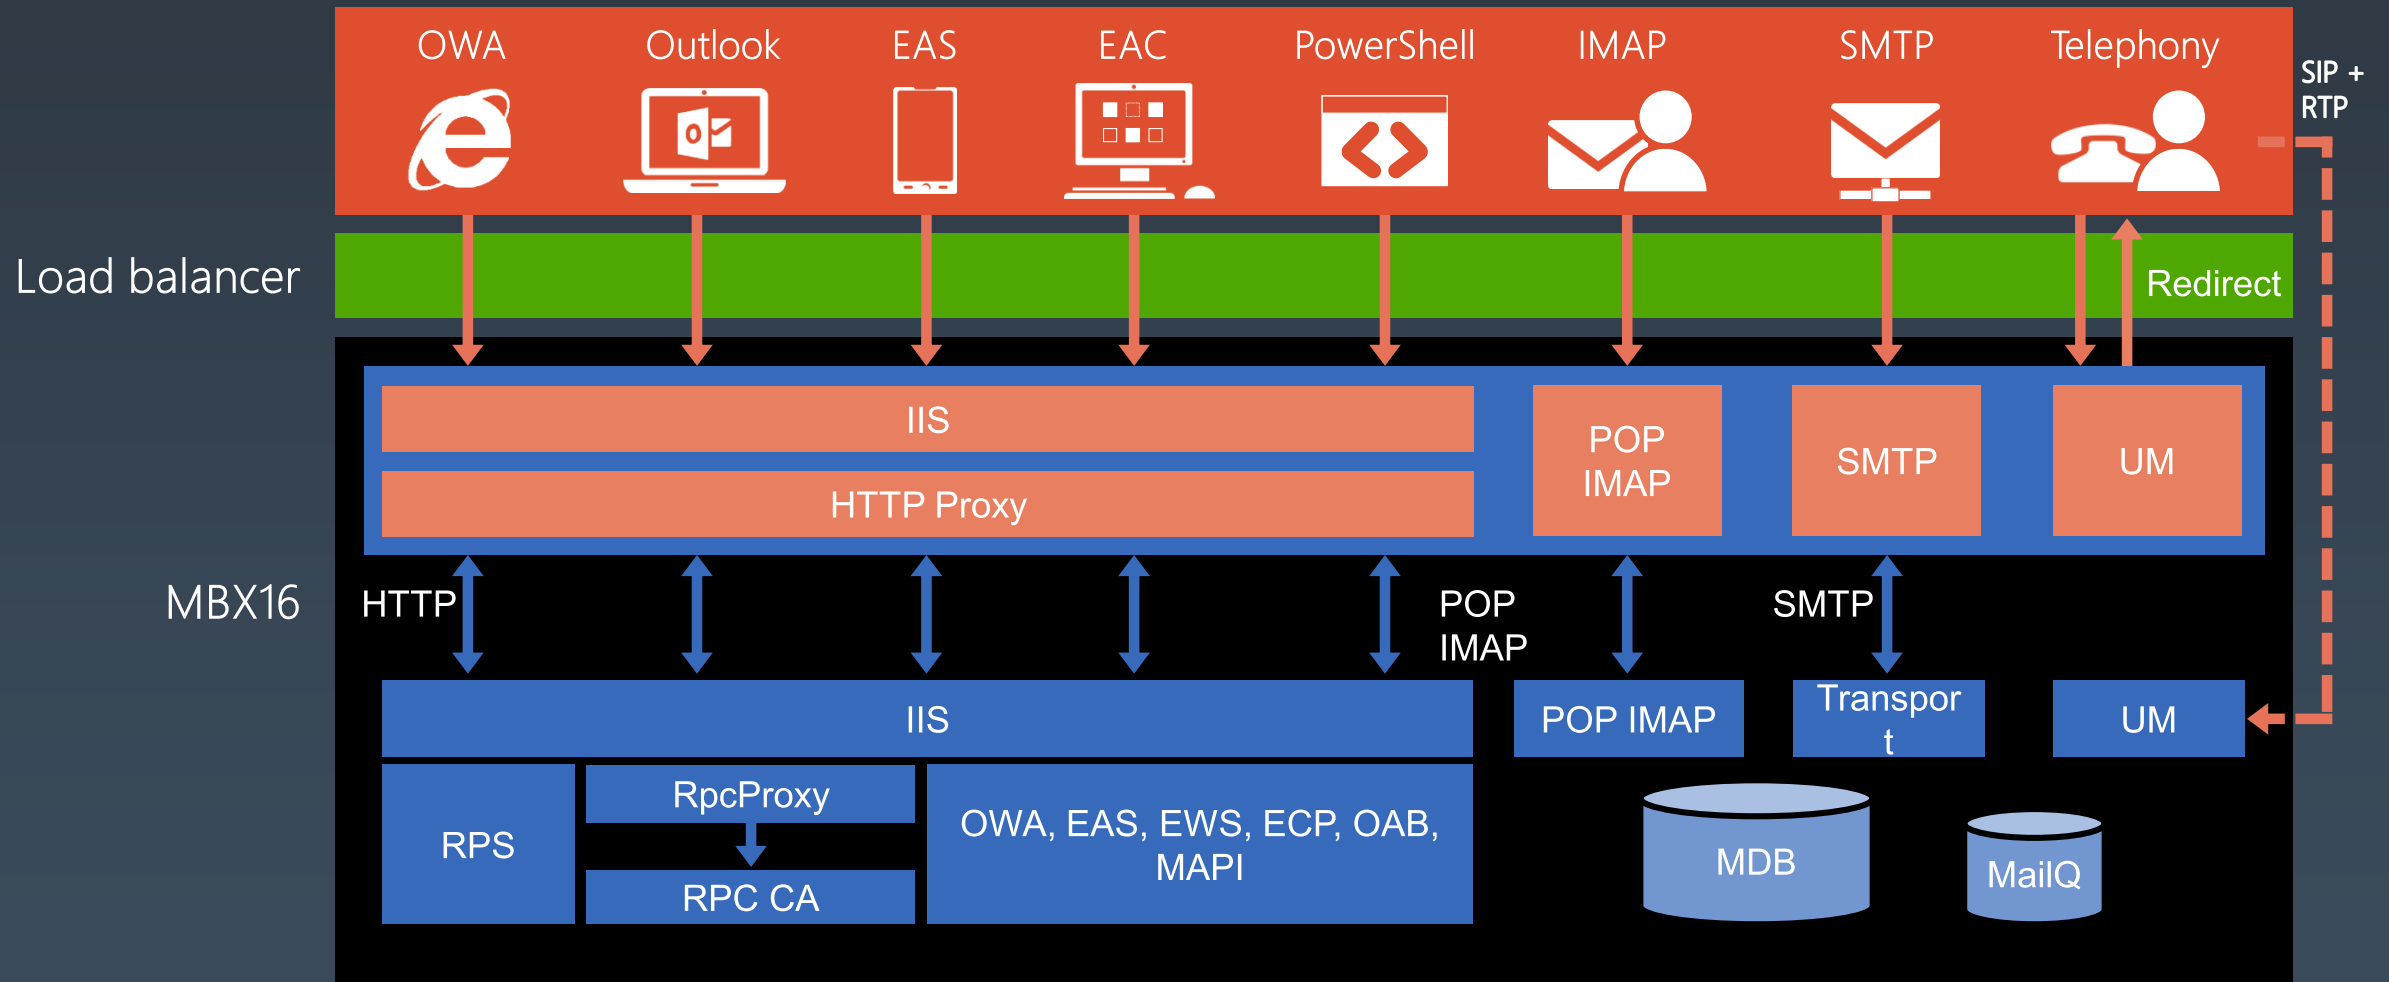 OWA
Outlook
EAS
EAC
PowerShell
IMAP
SMTP
Telephony
SIP +
RTP
Load balancer
Redirect
IIS
HTTP Proxy
POP
IMAP
SMTP
UM
MBX16
HTTP
POP
IMAP
SMTP
IIS
POP IMAP
Transpor
t
UM
RPS
RpcProxy
RPC CA
OWA, EAS, EWS, ECP, OAB,
MAPI
MDB
MailQ